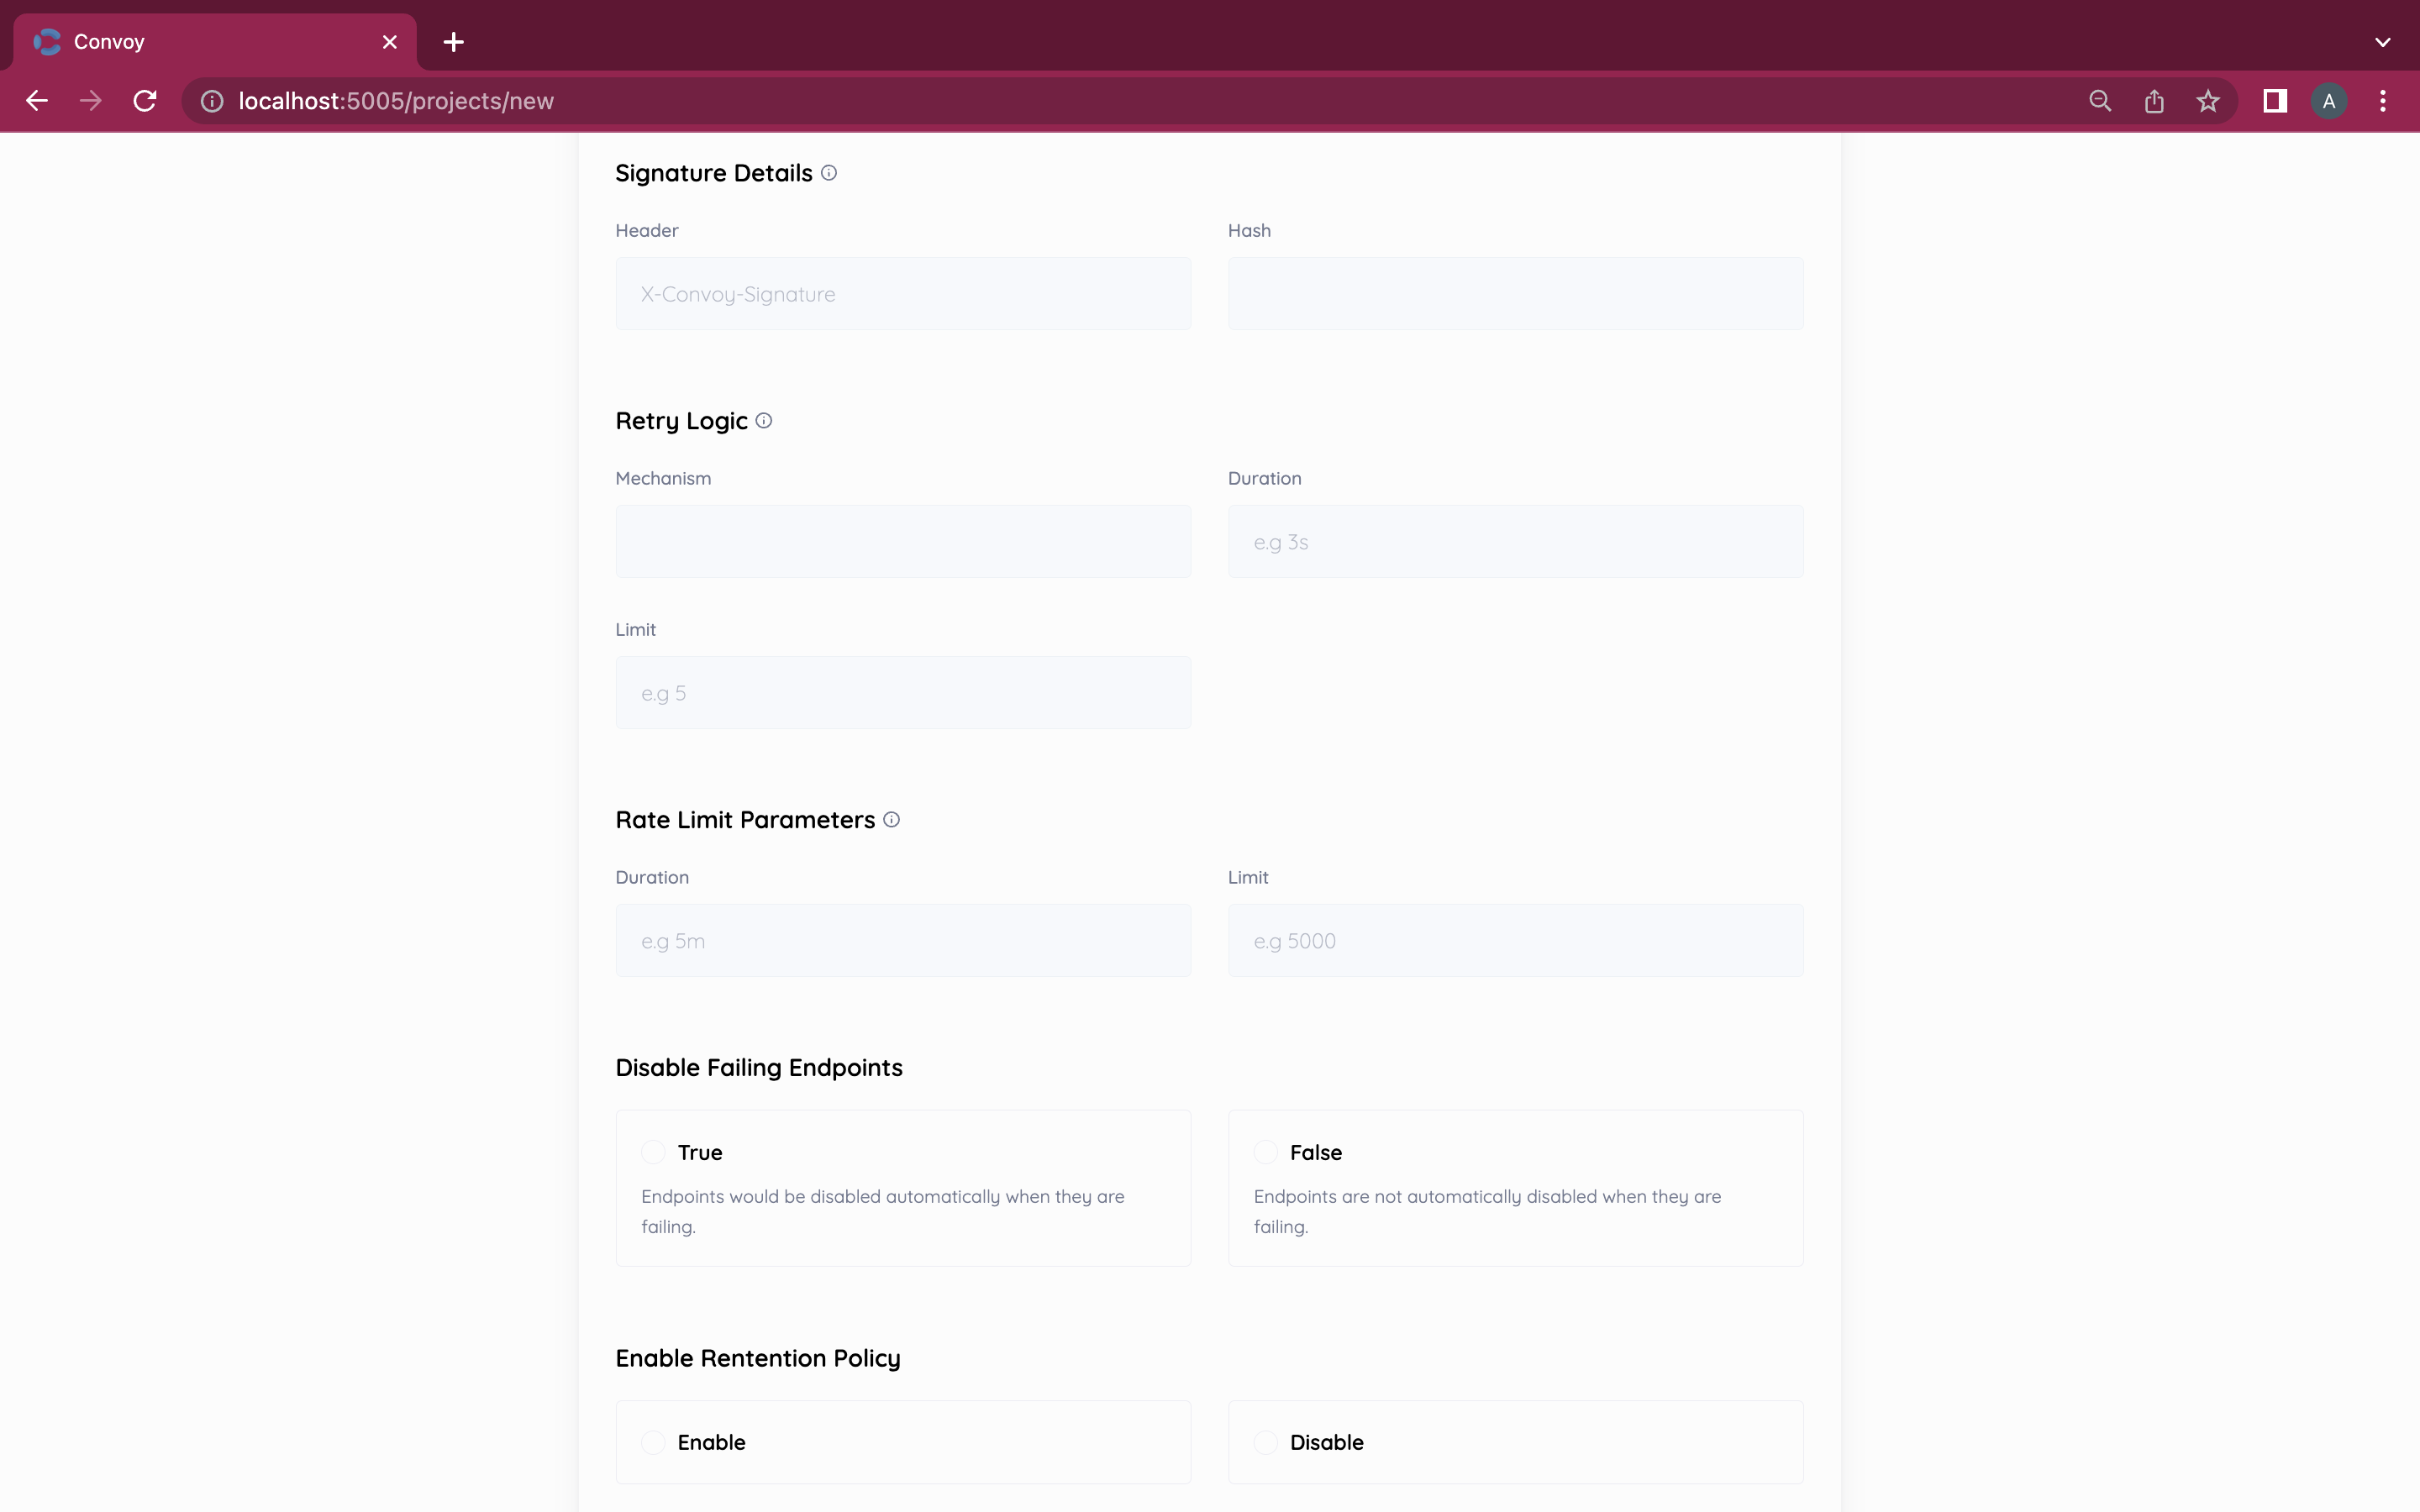 Convoy
localhost:5005/projects/new
A
Signature Details
Header
Hash
X-Convoy-Signature
Retry Logic
Mechanism
Duration
e.g 3s
Limit
e.g 5
Rate Limit Parameters
Duration
Limit
e.g 5m
e.g 5000
Disable Failing Endpoints
True
Endpoints would be disabled automatically when they are
failing.
False
Endpoints are not automatically disabled when they are
failing.
Enable Rentention Policy
Enable
Disable